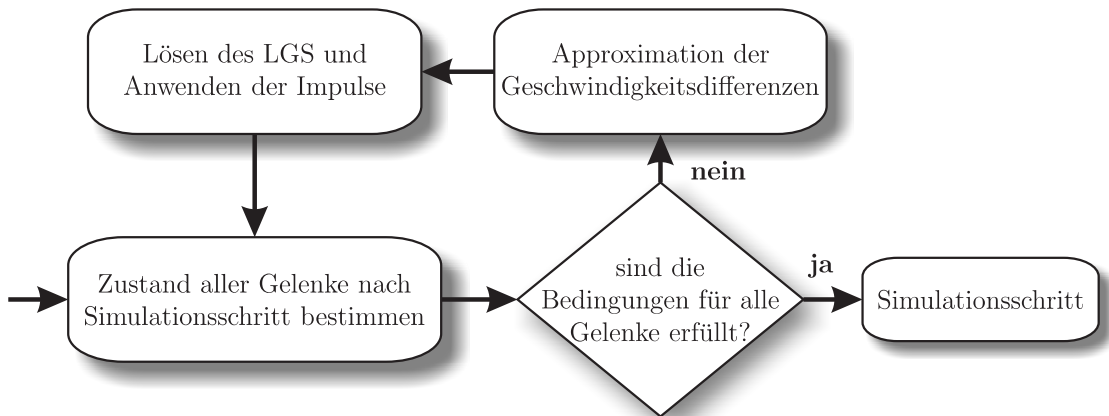 Lösen des LGS und
Anwenden der Impulse
Approximation der
Geschwindigkeitsdifferenzen
nein
Zustand aller Gelenke nach
Simulationsschritt bestimmen
sind die
Bedingungen für alle
Gelenke erfüllt?
ja
Simulationsschritt